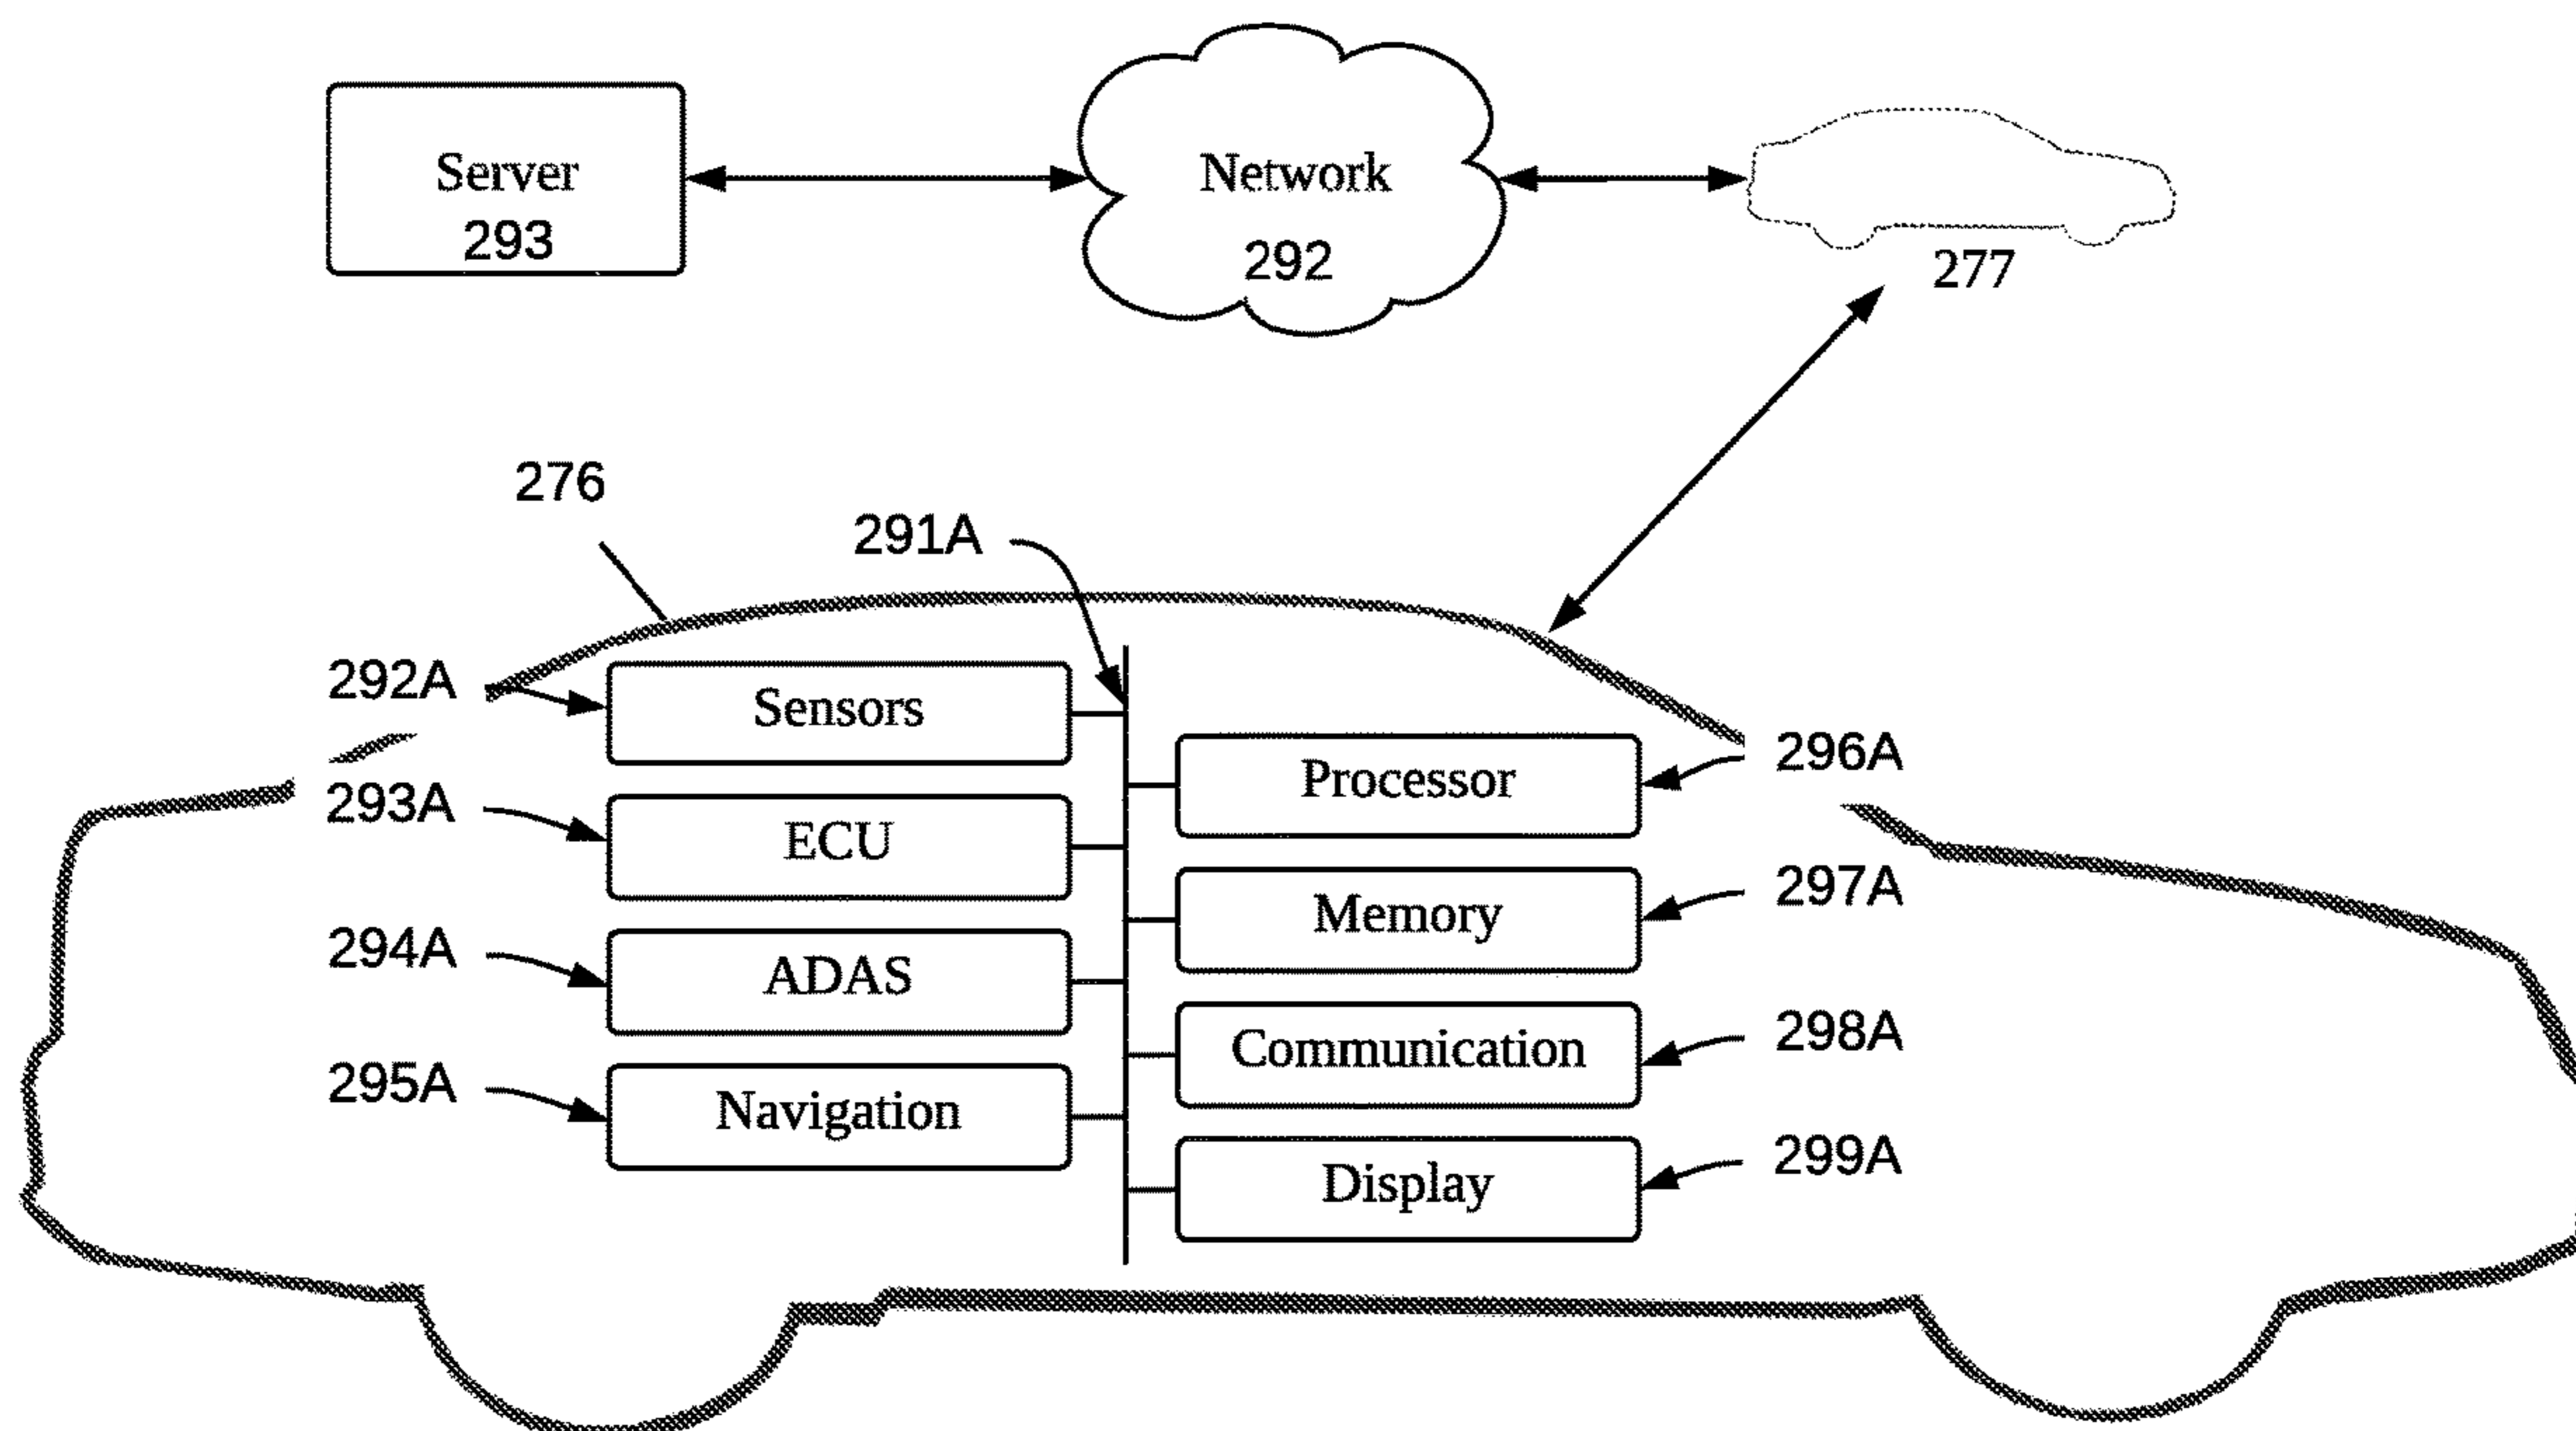 Server
293
Network
292
277
276
291A
292A
Sensors
296A
Processor
293A
ECU
297A
Memory
294A
ADAS
298A
Communication
295A
Navigation
299A
Display